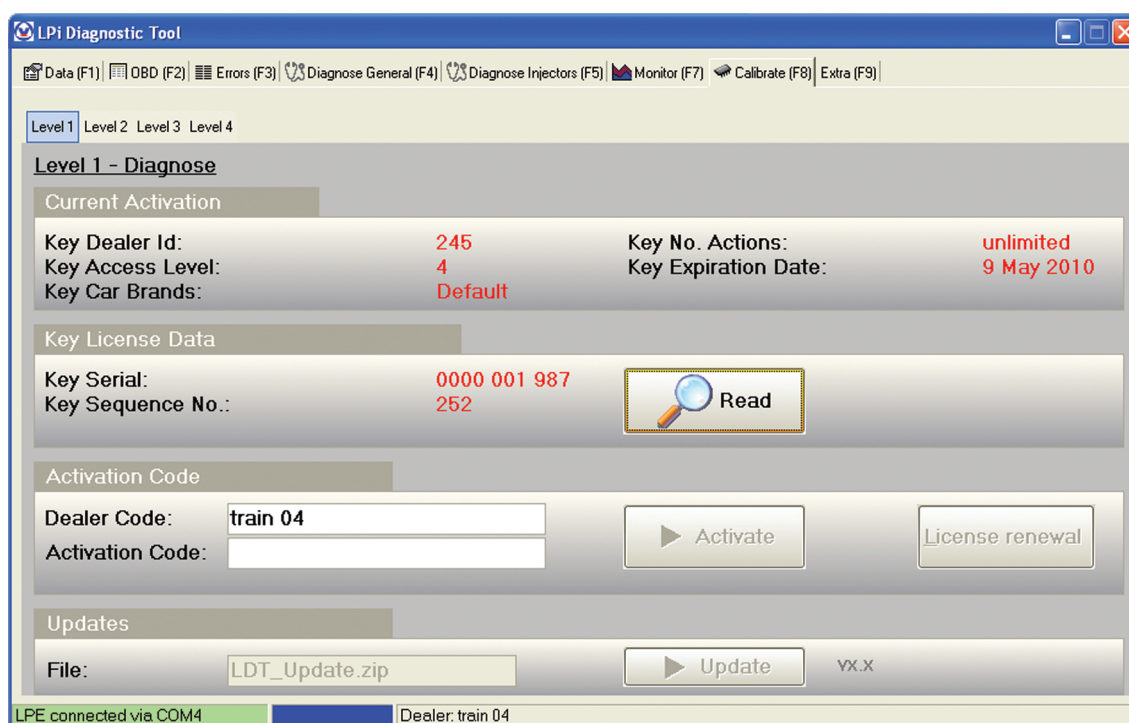 LPi Diagnostic Tool
Data (F1) OBD (F2) Errors (F3) Diagnose General (F4) Diagnose Injectors (F5) Monitor (F7) Calibrate (F8) Extra (F9)
Level 1 Level 2 Level 3 Level 4
Level 1 - Diagnose
Current Activation
Key Dealer Id: 245 Key No. Actions: unlimited
Key Access Level: 4 Key Expiration Date: 9 May 2010
Key Car Brands: Default
Key License Data
Key Serial: 0000 001 987
Key Sequence No.: 252
Read
Activation Code
Dealer Code: train 04
Activate License renewal
Activation Code:
Updates
File: LDT_Update.zip Update vx.x
LPE connected via COM4 Dealer: train 04